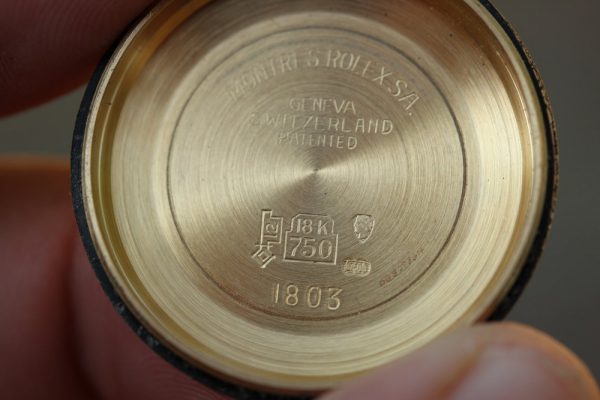 MONTRES ROLEX S.A.
GENEVA
SWITZERLAND
PATENTED
18K
750
1803